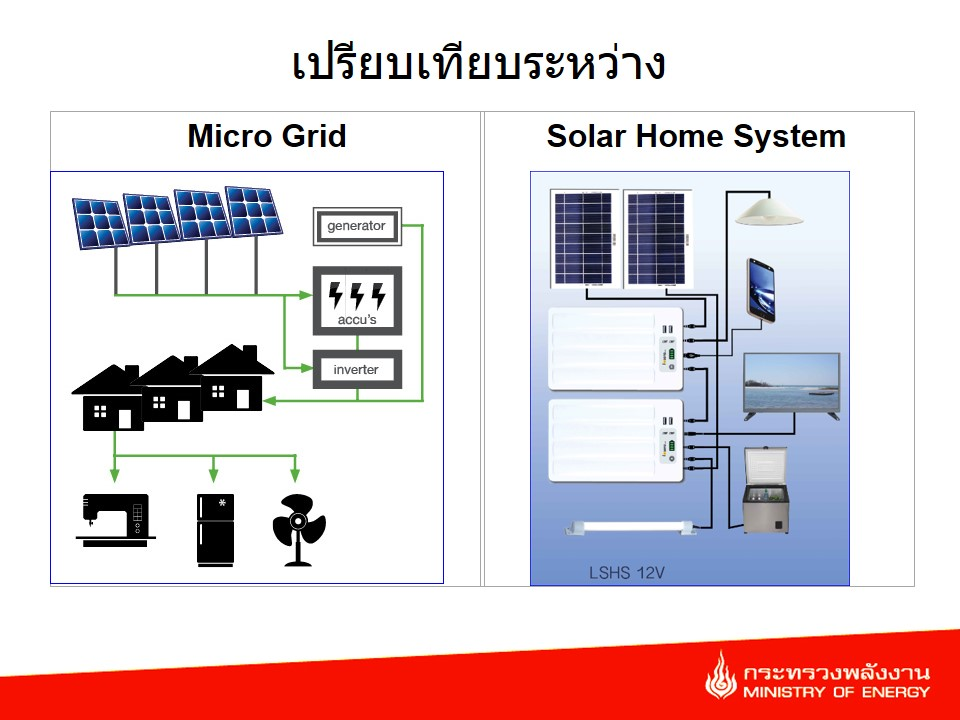 เปรียบเทียบระหว่าง
Micro Grid
Solar Home System
generator
accu's
inverter
LSHS 12V
กระทรวงพลังงาน
MINISTRY OF ENERGY